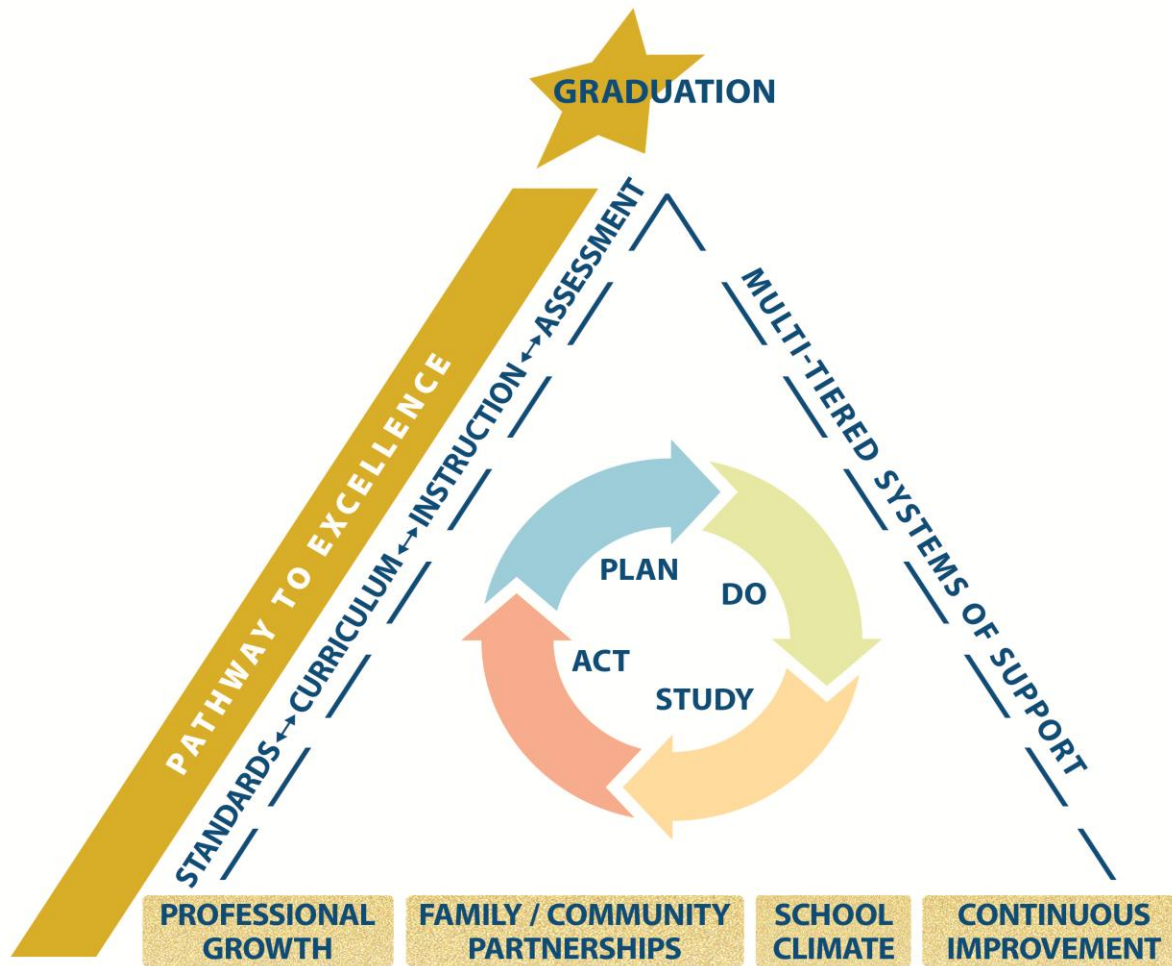 GRADUATION
PATHWAY TO EXCELLENCE
STANDARDS↔CURRICULUM↔INSTRUCTION↔ASSESSMENT
MULTI-TIERED SYSTEMS OF SUPPORT
PLAN
DO
STUDY
ACT
PROFESSIONAL
GROWTH
FAMILY / COMMUNITY
PARTNERSHIPS
SCHOOL
CLIMATE
CONTINUOUS
IMPROVEMENT